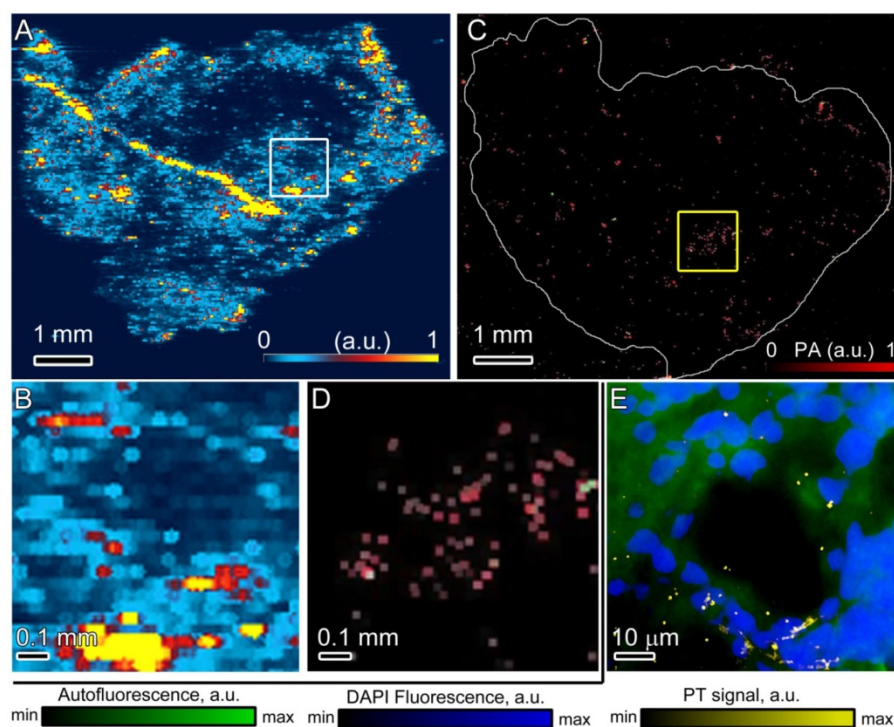 A
C
1 mm
0 (a.u.) 1
1 mm
0 PA (a.u.) 1
B
D
E
0.1 mm
0.1 mm
10 μm
Autofluorescence, a.u.
DAPI Fluorescence, a.u.
PT signal, a.u.
min max
min max
min max